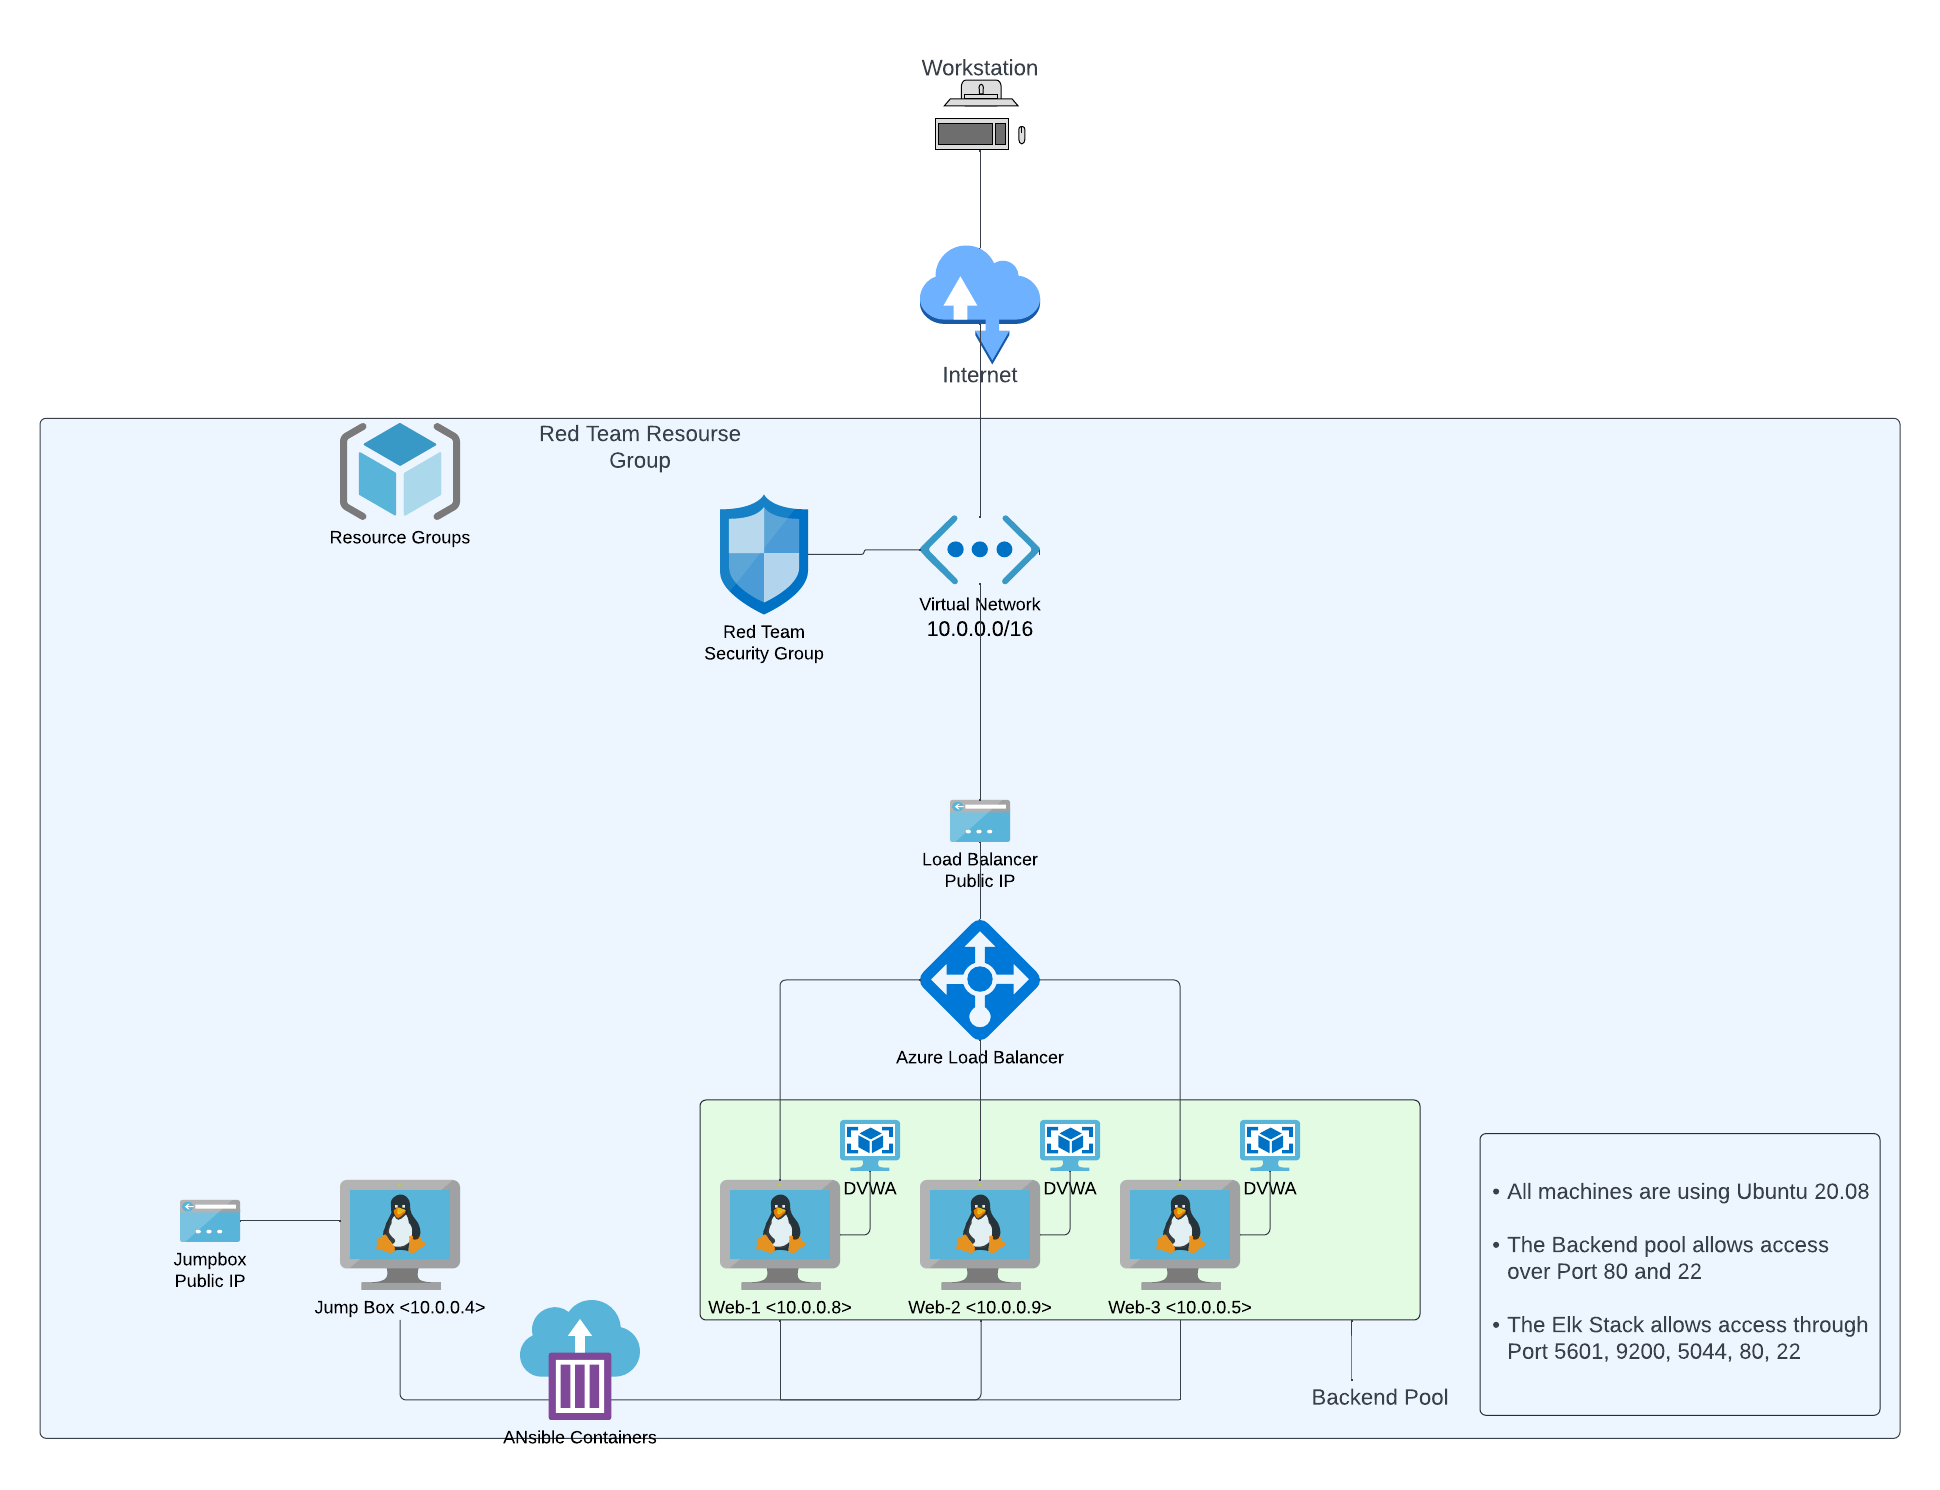 Workstation
Internet
Red Team Resourse
Group
Resource Groups
Virtual Network
10.0.0.0/16
Red Team
Security Group
Load Balancer
Public IP
Azure Load Balancer
DVWA
DVWA
DVWA
Jumpbox
Public IP
Jump Box <10.0.0.4>
Web-1 <10.0.0.8>
Web-2 <10.0.0.9>
Web-3 <10.0.0.5>
• All machines are using Ubuntu 20.08
• The Backend pool allows access
over Port 80 and 22
• The Elk Stack allows access through
Port 5601, 9200, 5044, 80, 22
Backend Pool
ANsible Containers